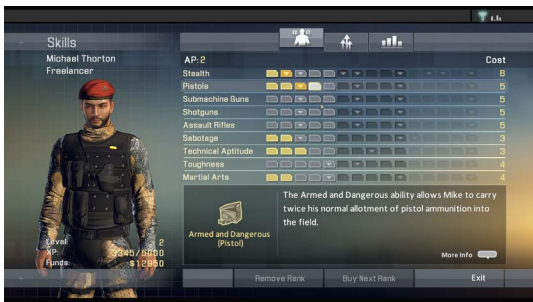 Skills
Michael Thorton
Freelancer
AP: 2 Cost
Stealth 6
Pistols 5
Submachine Guns 5
Shotguns 5
Assault Rifles 5
Sabotage 3
Technical Aptitude 3
Toughness 4
Martial Arts 4
The Armed and Dangerous ability allows Mike to carry
twice his normal allotment of pistol ammunition into
the field.
Armed and Dangerous
(Pistol)
Level: 2
XP: 3345/5000
Funds: $12950
More Info
Remove Rank Buy Next Rank Exit